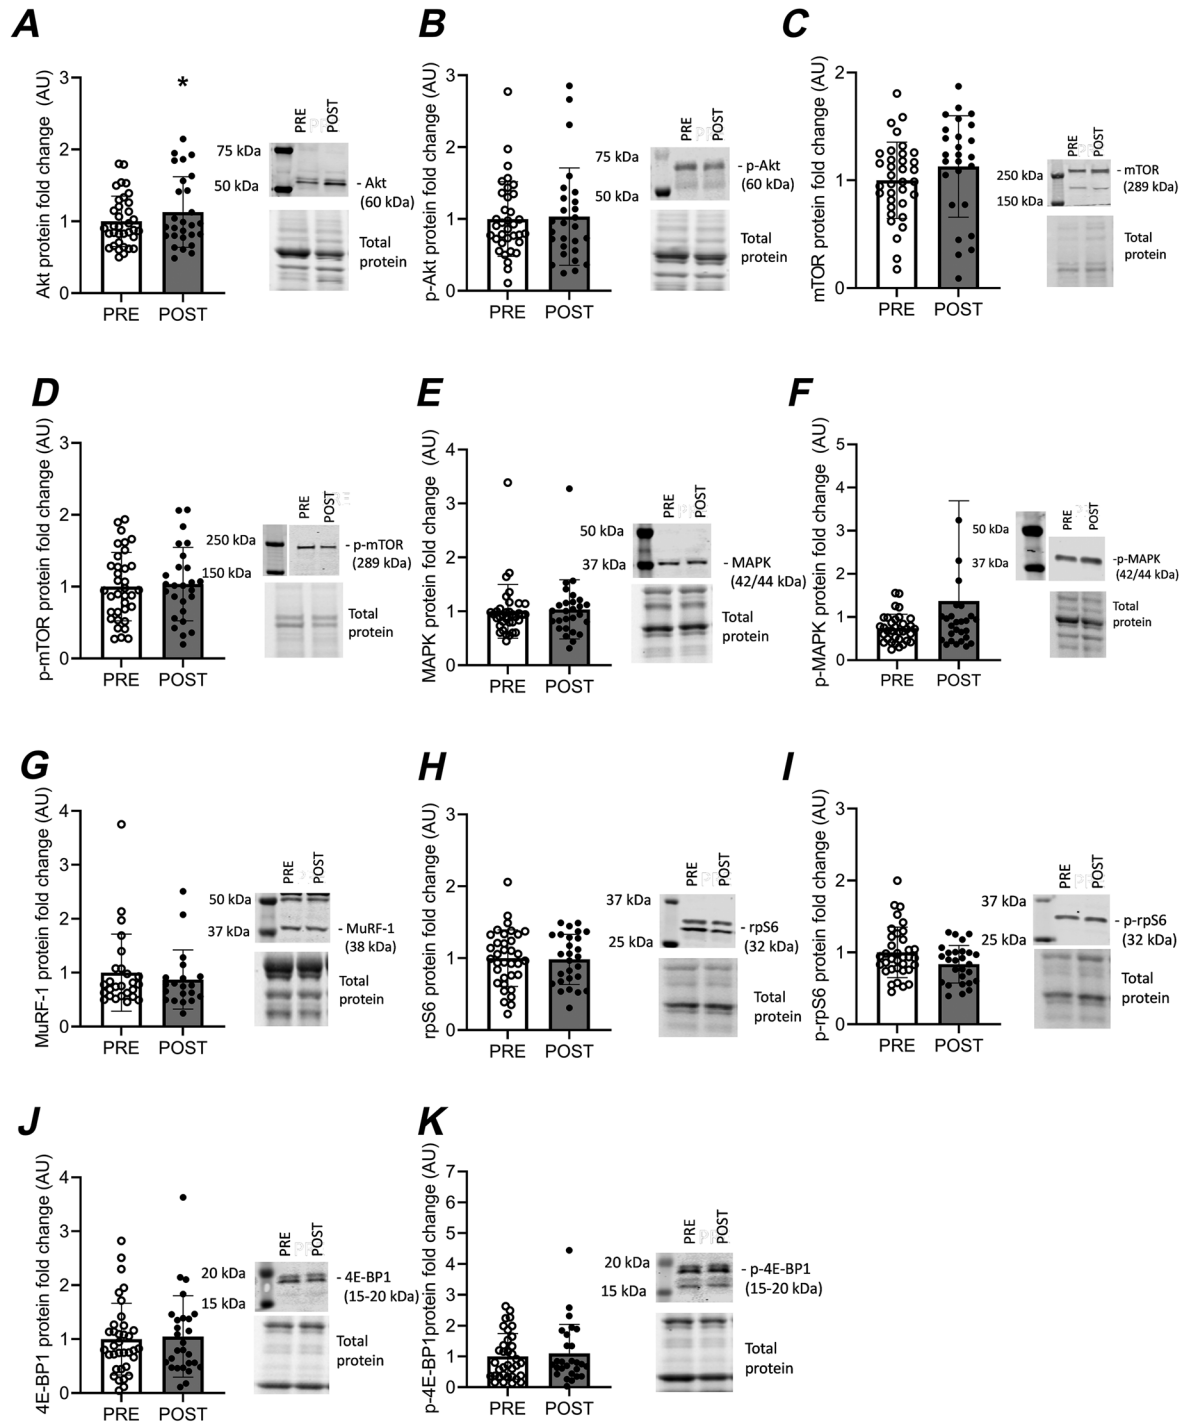 A
Akt protein fold change (AU)
3
2
1
0
*
PRE
POST
PRE
POST
75 kDa
50 kDa
- Akt
(60 kDa)
Total
protein
B
p-Akt protein fold change (AU)
3
2
1
0
PRE
POST
PRE
POST
75 kDa
50 kDa
- p-Akt
(60 kDa)
Total
protein
C
mTOR protein fold change (AU)
2
1
0
PRE
POST
PRE
POST
250 kDa
150 kDa
- mTOR
(289 kDa)
Total
protein
D
p-mTOR protein fold change (AU)
3
2
1
0
PRE
POST
PRE
POST
250 kDa
150 kDa
- p-mTOR
(289 kDa)
Total
protein
E
MAPK protein fold change (AU)
4
3
2
1
0
PRE
POST
PRE
POST
50 kDa
37 kDa
- MAPK
(42/44 kDa)
Total
protein
F
p-MAPK protein fold change (AU)
5
4
3
2
1
0
PRE
POST
PRE
POST
50 kDa
37 kDa
-p-MAPK
(42/44 kDa)
Total
protein
G
MuRF-1 protein fold change (AU)
4
3
2
1
0
PRE
POST
PRE
POST
50 kDa
37 kDa
- MuRF-1
(38 kDa)
Total
protein
H
rpS6 protein fold change (AU)
3
2
1
0
PRE
POST
PRE
POST
37 kDa
25 kDa
- rpS6
(32 kDa)
Total
protein
I
p-rpS6 protein fold change (AU)
3
2
1
0
PRE
POST
PRE
POST
37 kDa
25 kDa
- p-rpS6
(32 kDa)
Total
protein
J
4E-BP1 protein fold change (AU)
4
3
2
1
0
PRE
POST
PRE
POST
20 kDa
15 kDa
- 4E-BP1
(15-20 kDa)
Total
protein
K
p-4E-BP1protein fold change (AU)
7
6
5
4
3
2
1
0
PRE
POST
PRE
POST
20 kDa
15 kDa
- p-4E-BP1
(15-20 kDa)
Total
protein